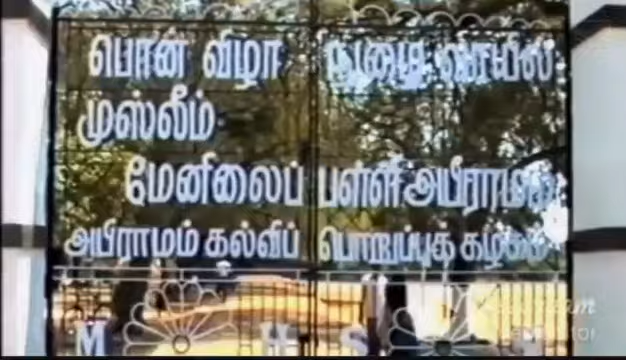 பொன் விழா நுழைவாயில்
முஸ்லீம்
மேனிலைப் பள்ளி அபிராமம்
அபிராமம் கல்விப் பொறுப்புக் கழகம்
M H S